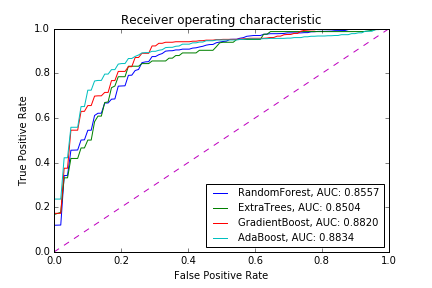 Receiver operating characteristic
1.0
0.8
0.6
0.4
0.2
0.0
True Positive Rate
RandomForest, AUC: 0.8557
ExtraTrees, AUC: 0.8504
GradientBoost, AUC: 0.8820
AdaBoost, AUC: 0.8834
0.0 0.2 0.4 0.6 0.8 1.0
False Positive Rate